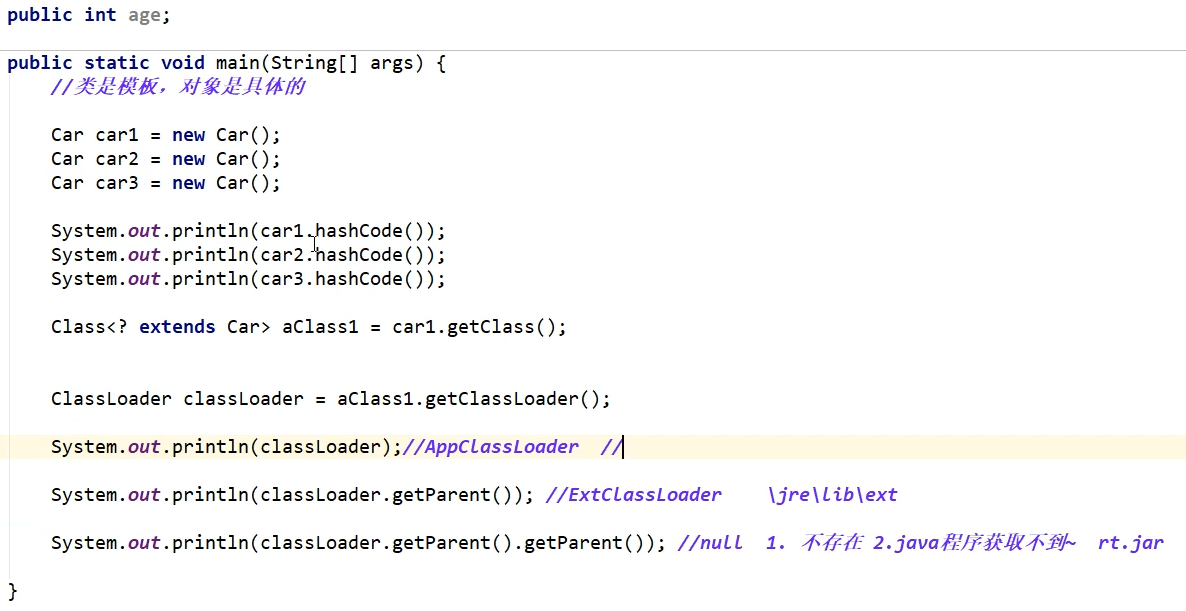 public int age;
public static void main(String[] args) {
//类是模板，对象是具体的
Car car1 = new Car();
Car car2 = new Car();
Car car3 = new Car();
System.out.println(car1.hashCode());
System.out.println(car2.hashCode());
System.out.println(car3.hashCode());
Class<? extends Car> aClass1 = car1.getClass();
ClassLoader classLoader = aClass1.getClassLoader();
System.out.println(classLoader);//AppClassLoader //
System.out.println(classLoader.getParent()); //ExtClassLoader \jre\lib\ext
System.out.println(classLoader.getParent().getParent()); //null 1. 不存在 2.java程序获取不到~ rt.jar
}